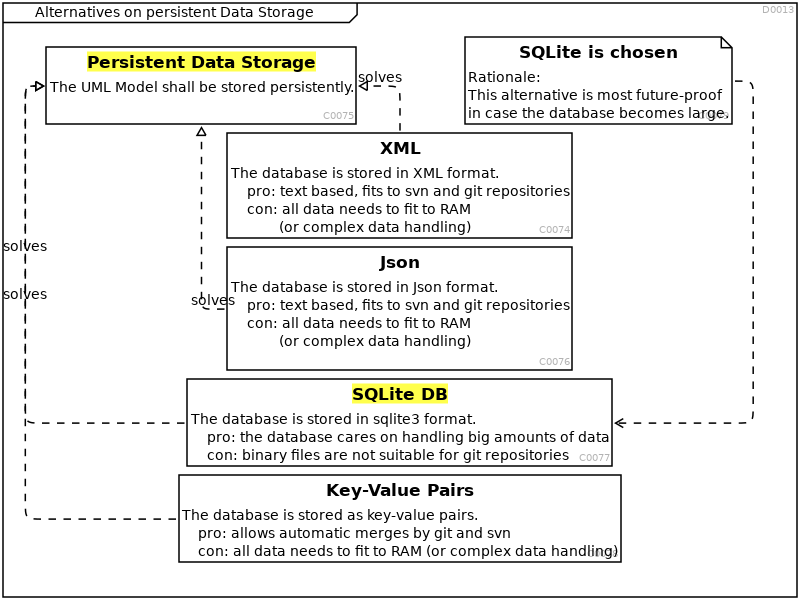 Alternatives on persistent Data Storage
D0013
Persistent Data Storage
The UML Model shall be stored persistently.
C0075
solves
SQLite is chosen
Rationale:
This alternative is most future-proof
in case the database becomes large.
XML
The database is stored in XML format.
pro: text based, fits to svn and git repositories
con: all data needs to fit to RAM
(or complex data handling)
C0074
solves
Json
The database is stored in Json format.
pro: text based, fits to svn and git repositories
con: all data needs to fit to RAM
(or complex data handling)
C0076
solves
solves
SQLite DB
The database is stored in sqlite3 format.
pro: the database cares on handling big amounts of data
con: binary files are not suitable for git repositories
C0077
Key-Value Pairs
The database is stored as key-value pairs.
pro: allows automatic merges by git and svn
con: all data needs to fit to RAM (or complex data handling)